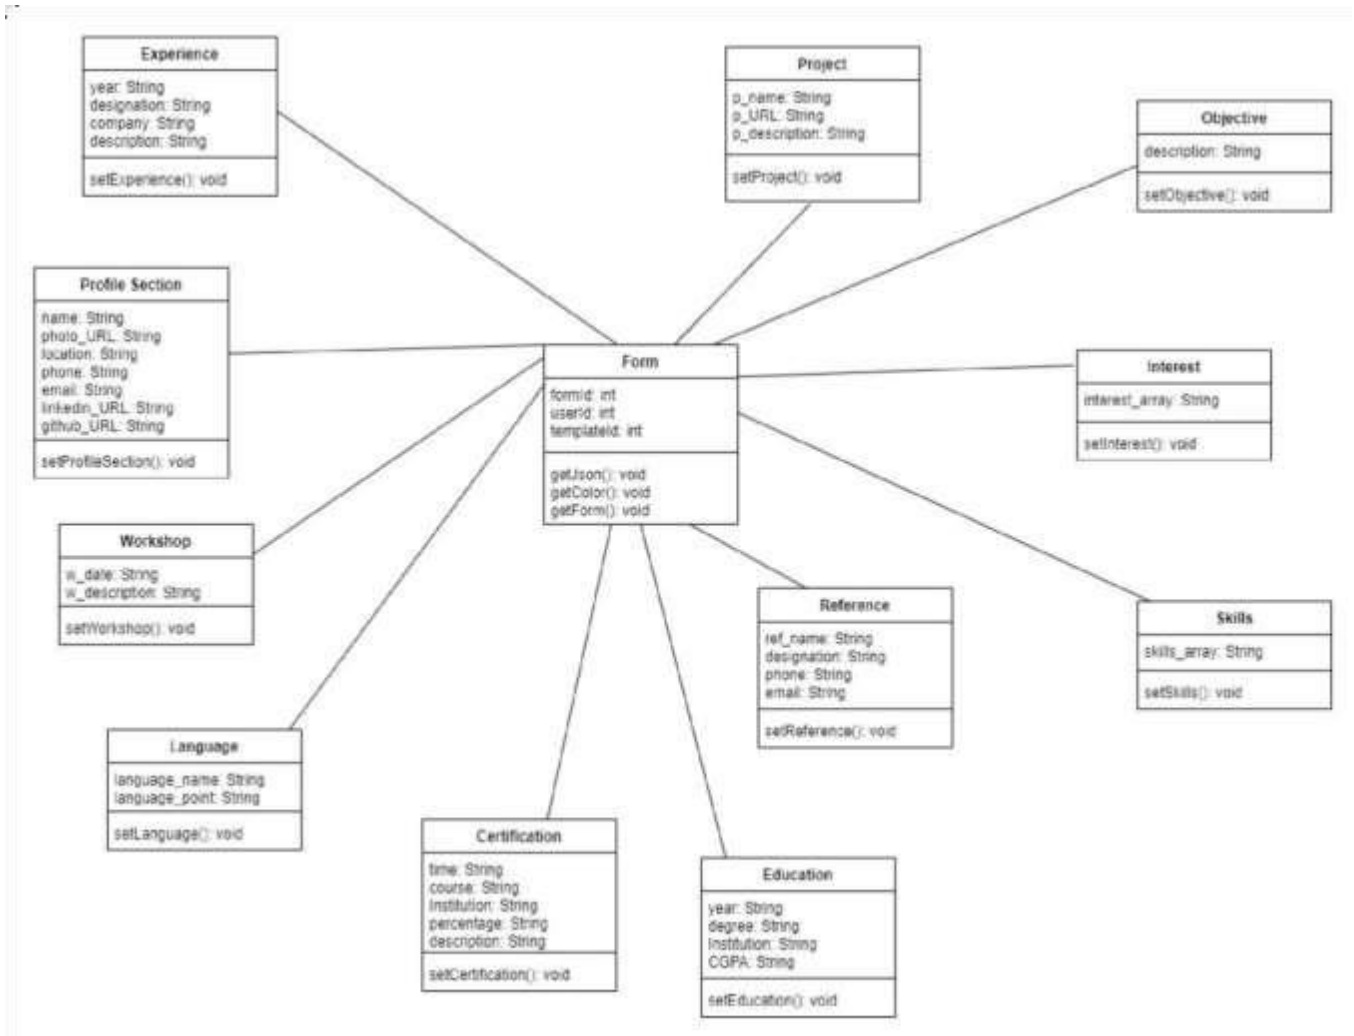 Experience
year: String
designation: String
company: String
description: String
setExperience(): void
Project
p_name: String
p_URL: String
p_description: String
setProject(): void
Objective
description: String
setObjective(): void
Profile Section
name: String
photo_URL: String
location: String
phone: String
email: String
linkedin_URL: String
github_URL: String
setProfileSection(): void
Form
formId: int
userId: int
templateId: int
getJson(): void
getColor(): void
getForm(): void
Interest
interest_array: String
setInterest(): void
Workshop
w_date: String
w_description: String
setWorkshop(): void
Reference
ref_name: String
designation: String
phone: String
email: String
setReference(): void
Skills
skills_array: String
setSkills(): void
Language
language_name: String
language_point: String
setLanguage(): void
Certification
time: String
course: String
Institution: String
percentage: String
description: String
setCertification(): void
Education
year: String
degree: String
Institution: String
CGPA: String
setEducation(): void